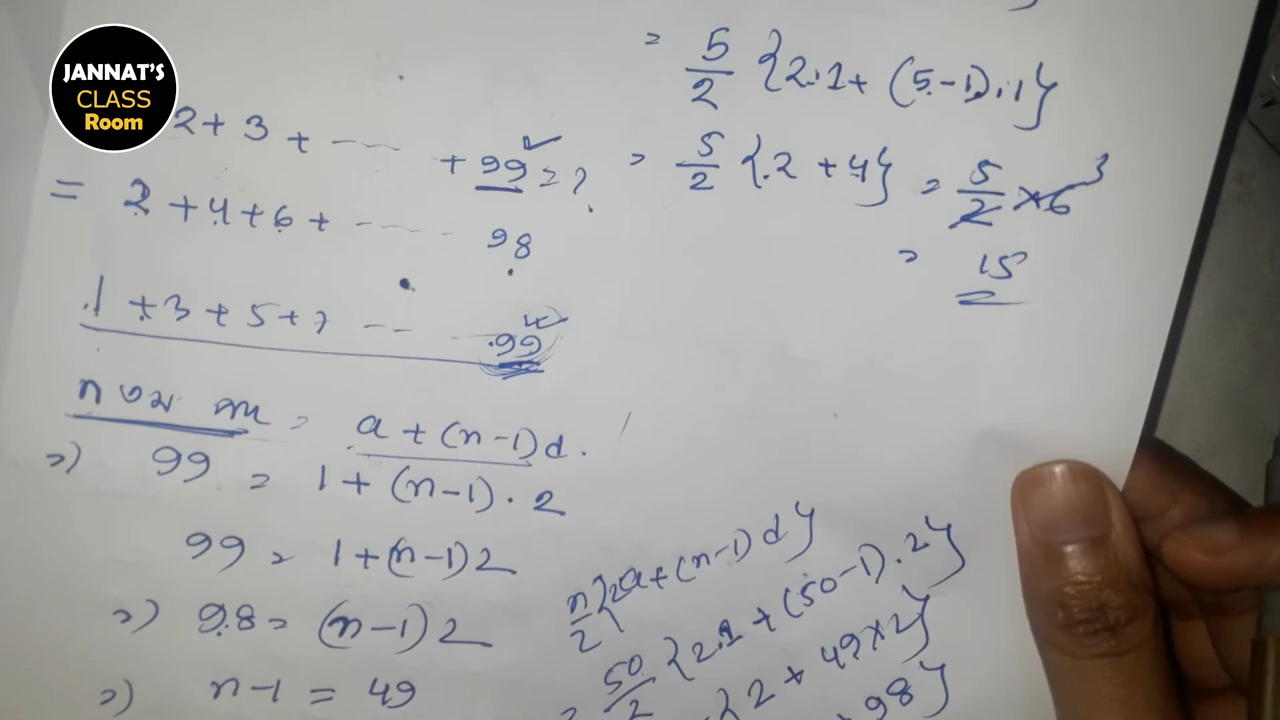 JANNAT'S
CLASS
Room
2 + 3 + ---- + 99 = ?
= 2 + 4 + 6 + ----- 98
1 + 3 + 5 + 7 -- -- 99
n তম পদ = a + (n-1)d.
=) 99 = 1 + (n-1) . 2
99 = 1 + (n-1)2
=) 98 = (n-1)2
=) n-1 = 49
= 5/2 {2.1 + (5-1).1}
= 5/2 {2 + 4} = 5/2 × 6 3
= 15
n/2 {2a + (n-1)d}
50/2 {2.1 + (50-1).2}
{2 + 49×2}
98}